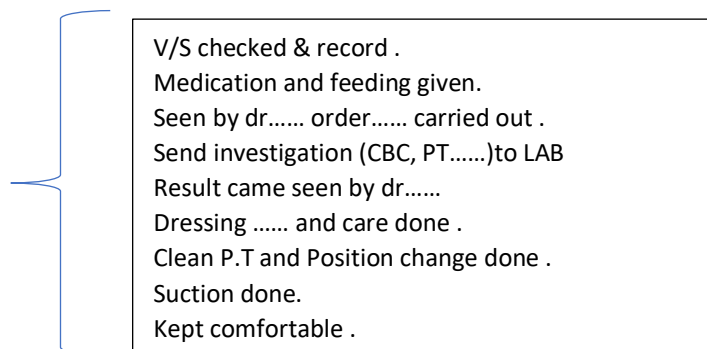 V/S checked & record .
Medication and feeding given.
Seen by dr…… order…… carried out .
Send investigation (CBC, PT……)to LAB
Result came seen by dr……
Dressing …… and care done .
Clean P.T and Position change done .
Suction done.
Kept comfortable .